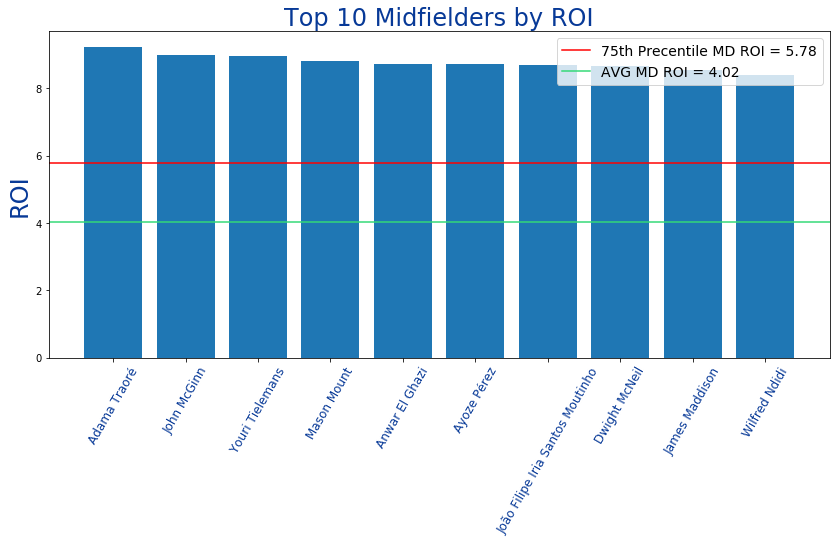 Top 10 Midfielders by ROI
75th Precentile MD ROI = 5.78
AVG MD ROI = 4.02
ROI
8
6
4
2
0
Adama Traoré
John McGinn
Youri Tielemans
Mason Mount
Anwar El Ghazi
Ayoze Pérez
João Filipe Iria Santos Moutinho
Dwight McNeil
James Maddison
Wilfred Ndidi